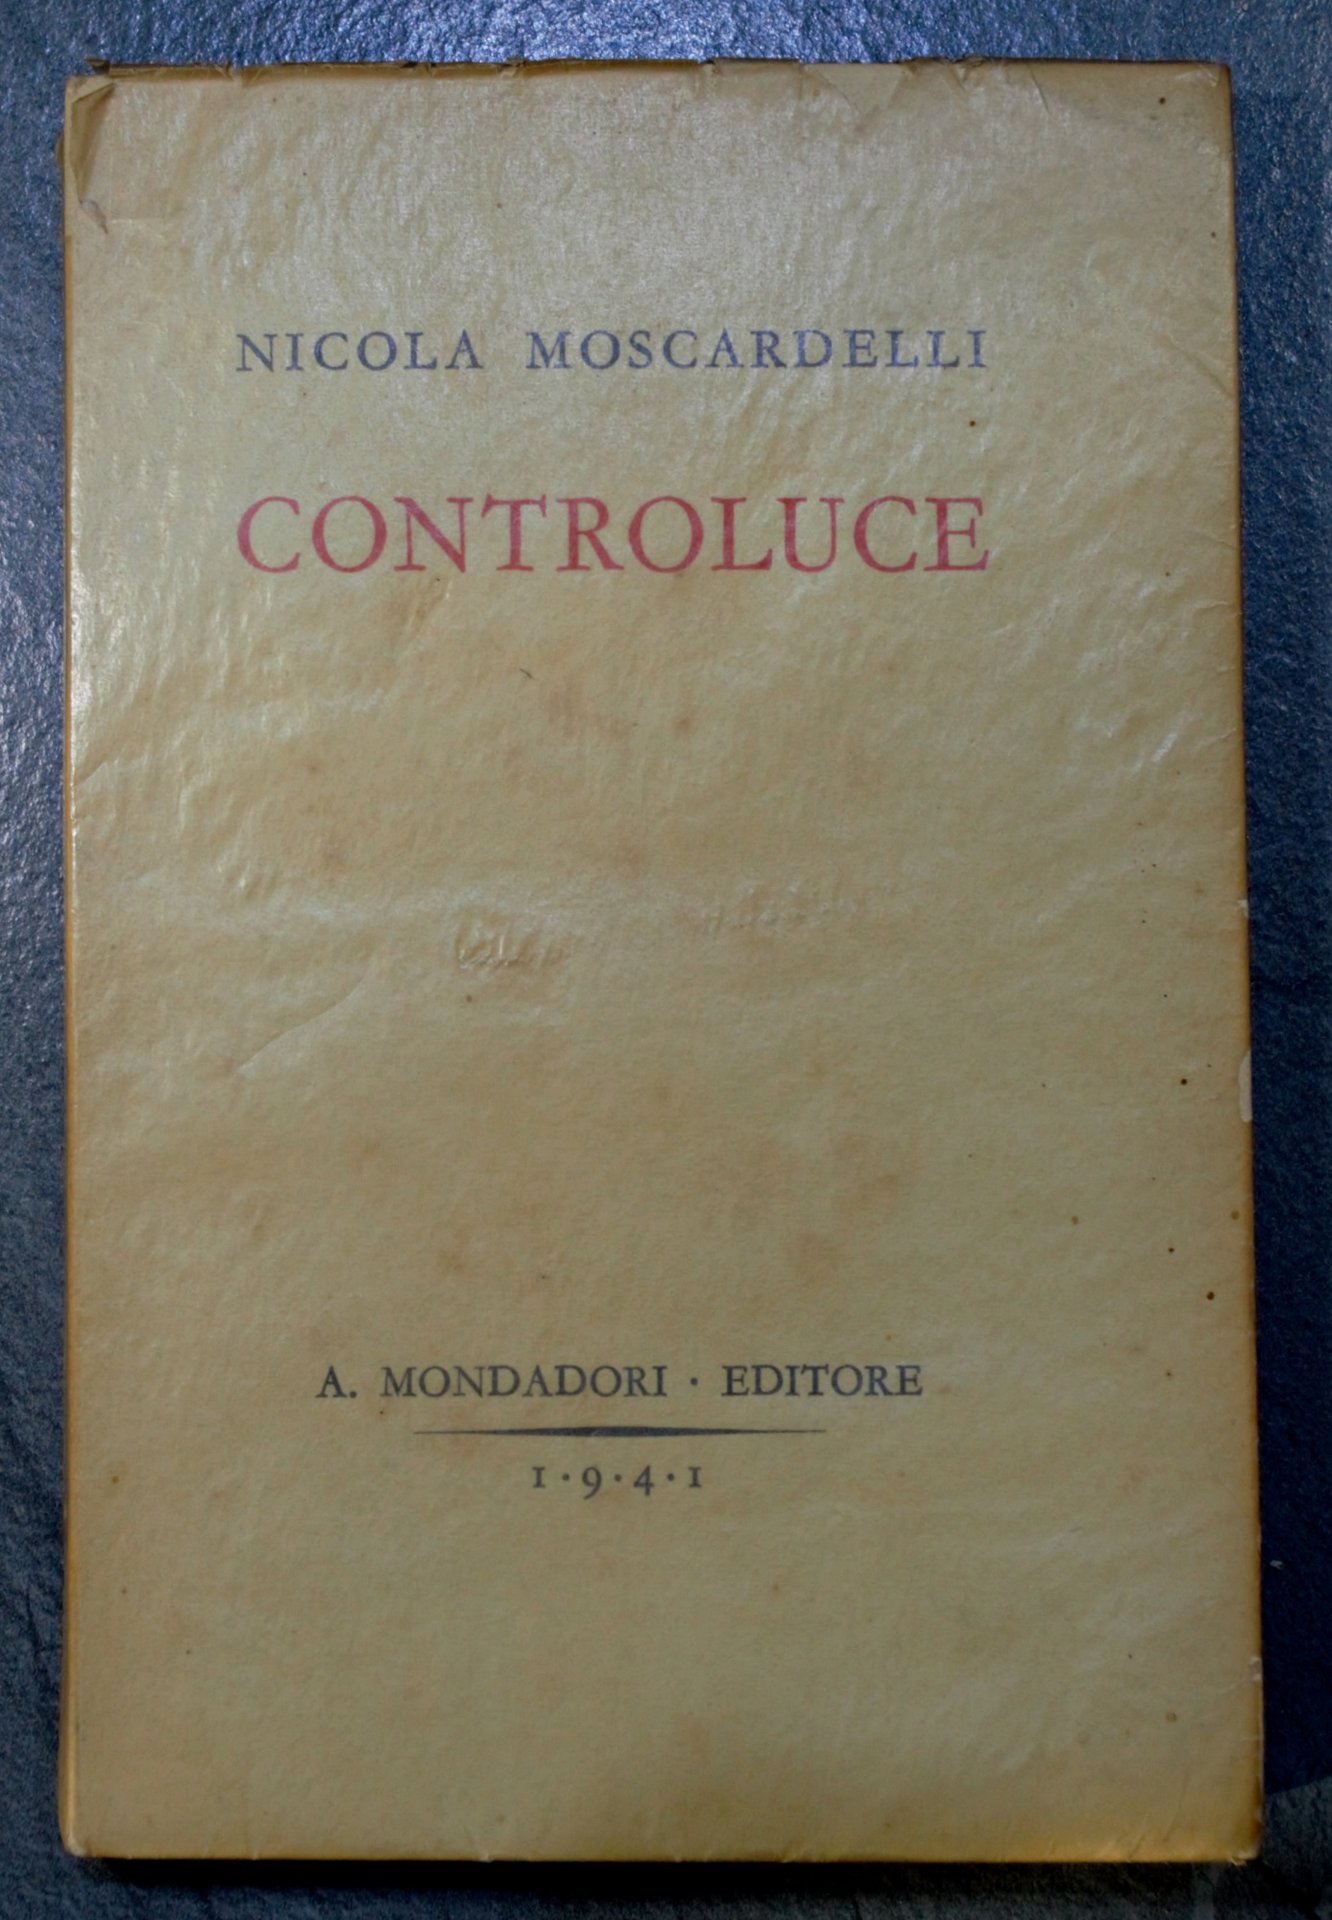 NICOLA MOSCARDELLI
CONTROLUCE
A. MONDADORI · EDITORE
1·9·4·1